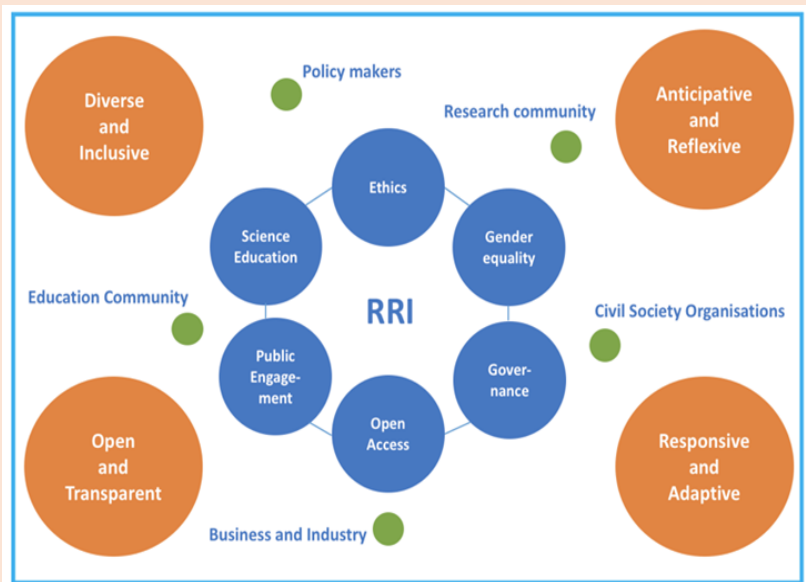 Policy makers
Diverse
and
Inclusive
Anticipative
and
Reflexive
Research community
Ethics
Science
Education
Gender
equality
Education Community
RRI
Civil Society Organisations
Public
Engage-
ment
Gover-
nance
Open
Access
Open
and
Transparent
Responsive
and
Adaptive
Business and Industry